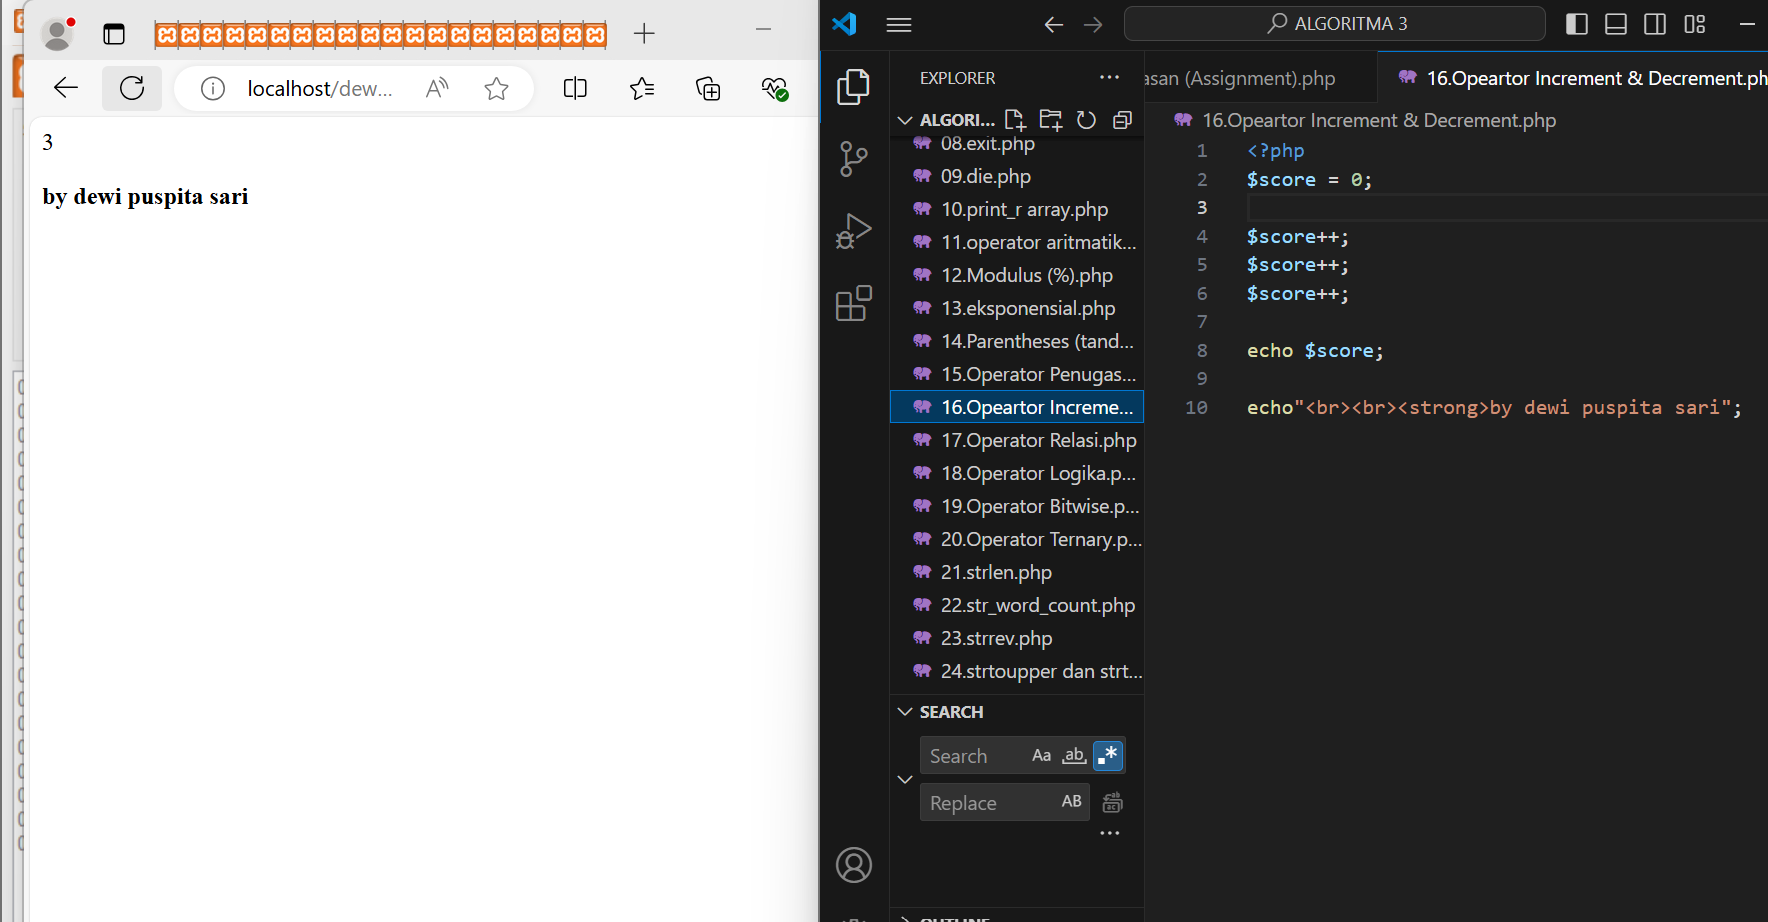 localhost/dew...
3
by dewi puspita sari
ALGORITMA 3
EXPLORER
ALGORI...
08.exit.php
09.die.php
10.print_r array.php
11.operator aritmatik...
12.Modulus (%).php
13.eksponensial.php
14.Parentheses (tand...
15.Operator Penugas...
16.Opeartor Increme...
17.Operator Relasi.php
18.Operator Logika.p...
19.Operator Bitwise.p...
20.Operator Ternary.p...
21.strlen.php
22.str_word_count.php
23.strrev.php
24.strtoupper dan strt...
SEARCH
Search Aa ab
Replace AB
OUTLINE
asan (Assignment).php
16.Opeartor Increment & Decrement.ph
16.Opeartor Increment & Decrement.php
1 <?php
2 $score = 0;
3
4 $score++;
5 $score++;
6 $score++;
7
8 echo $score;
9
10 echo"<br><br><strong>by dewi puspita sari";